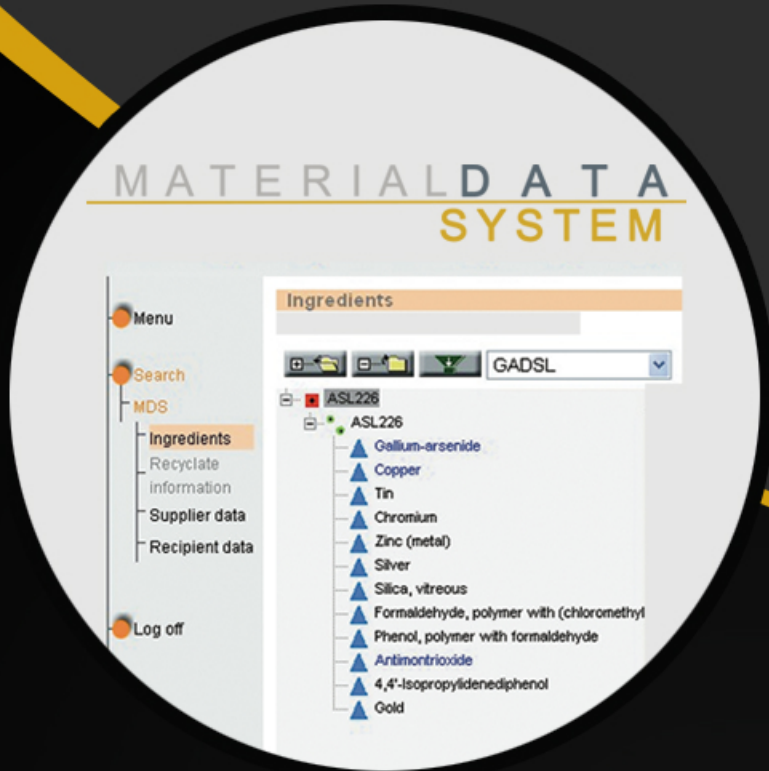 MATERIALDATA
SYSTEM
Menu
Search
MDS
Ingredients
Recyclate
information
Supplier data
Recipient data
Log off
Ingredients
GADSL
ASL226
ASL226
Gallium-arsenide
Copper
Tin
Chromium
Zinc (metal)
Silver
Silica, vitreous
Formaldehyde, polymer with (chloromethyl
Phenol, polymer with formaldehyde
Antimontrioxide
4,4'-Isopropylidenediphenol
Gold